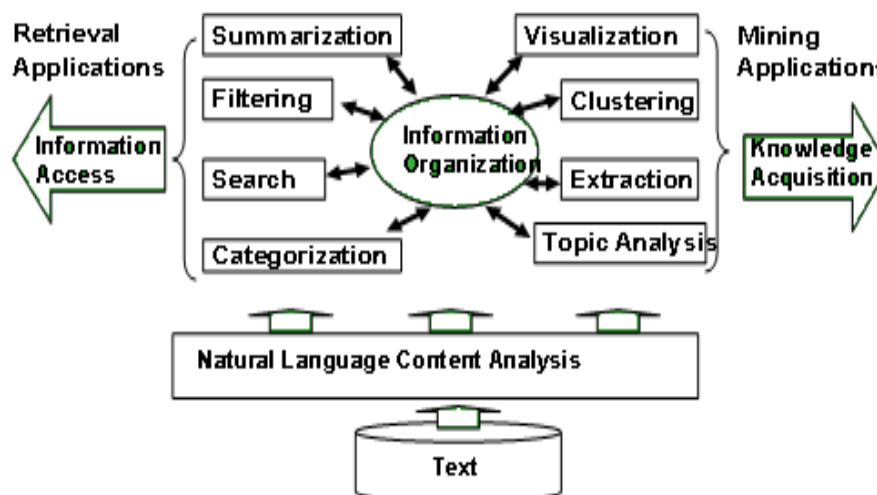 Retrieval
Applications
Summarization
Visualization
Mining
Applications
Filtering
Clustering
Information
Access
Information
Organization
Knowledge
Acquisition
Search
Extraction
Categorization
Topic Analysis
Natural Language Content Analysis
Text